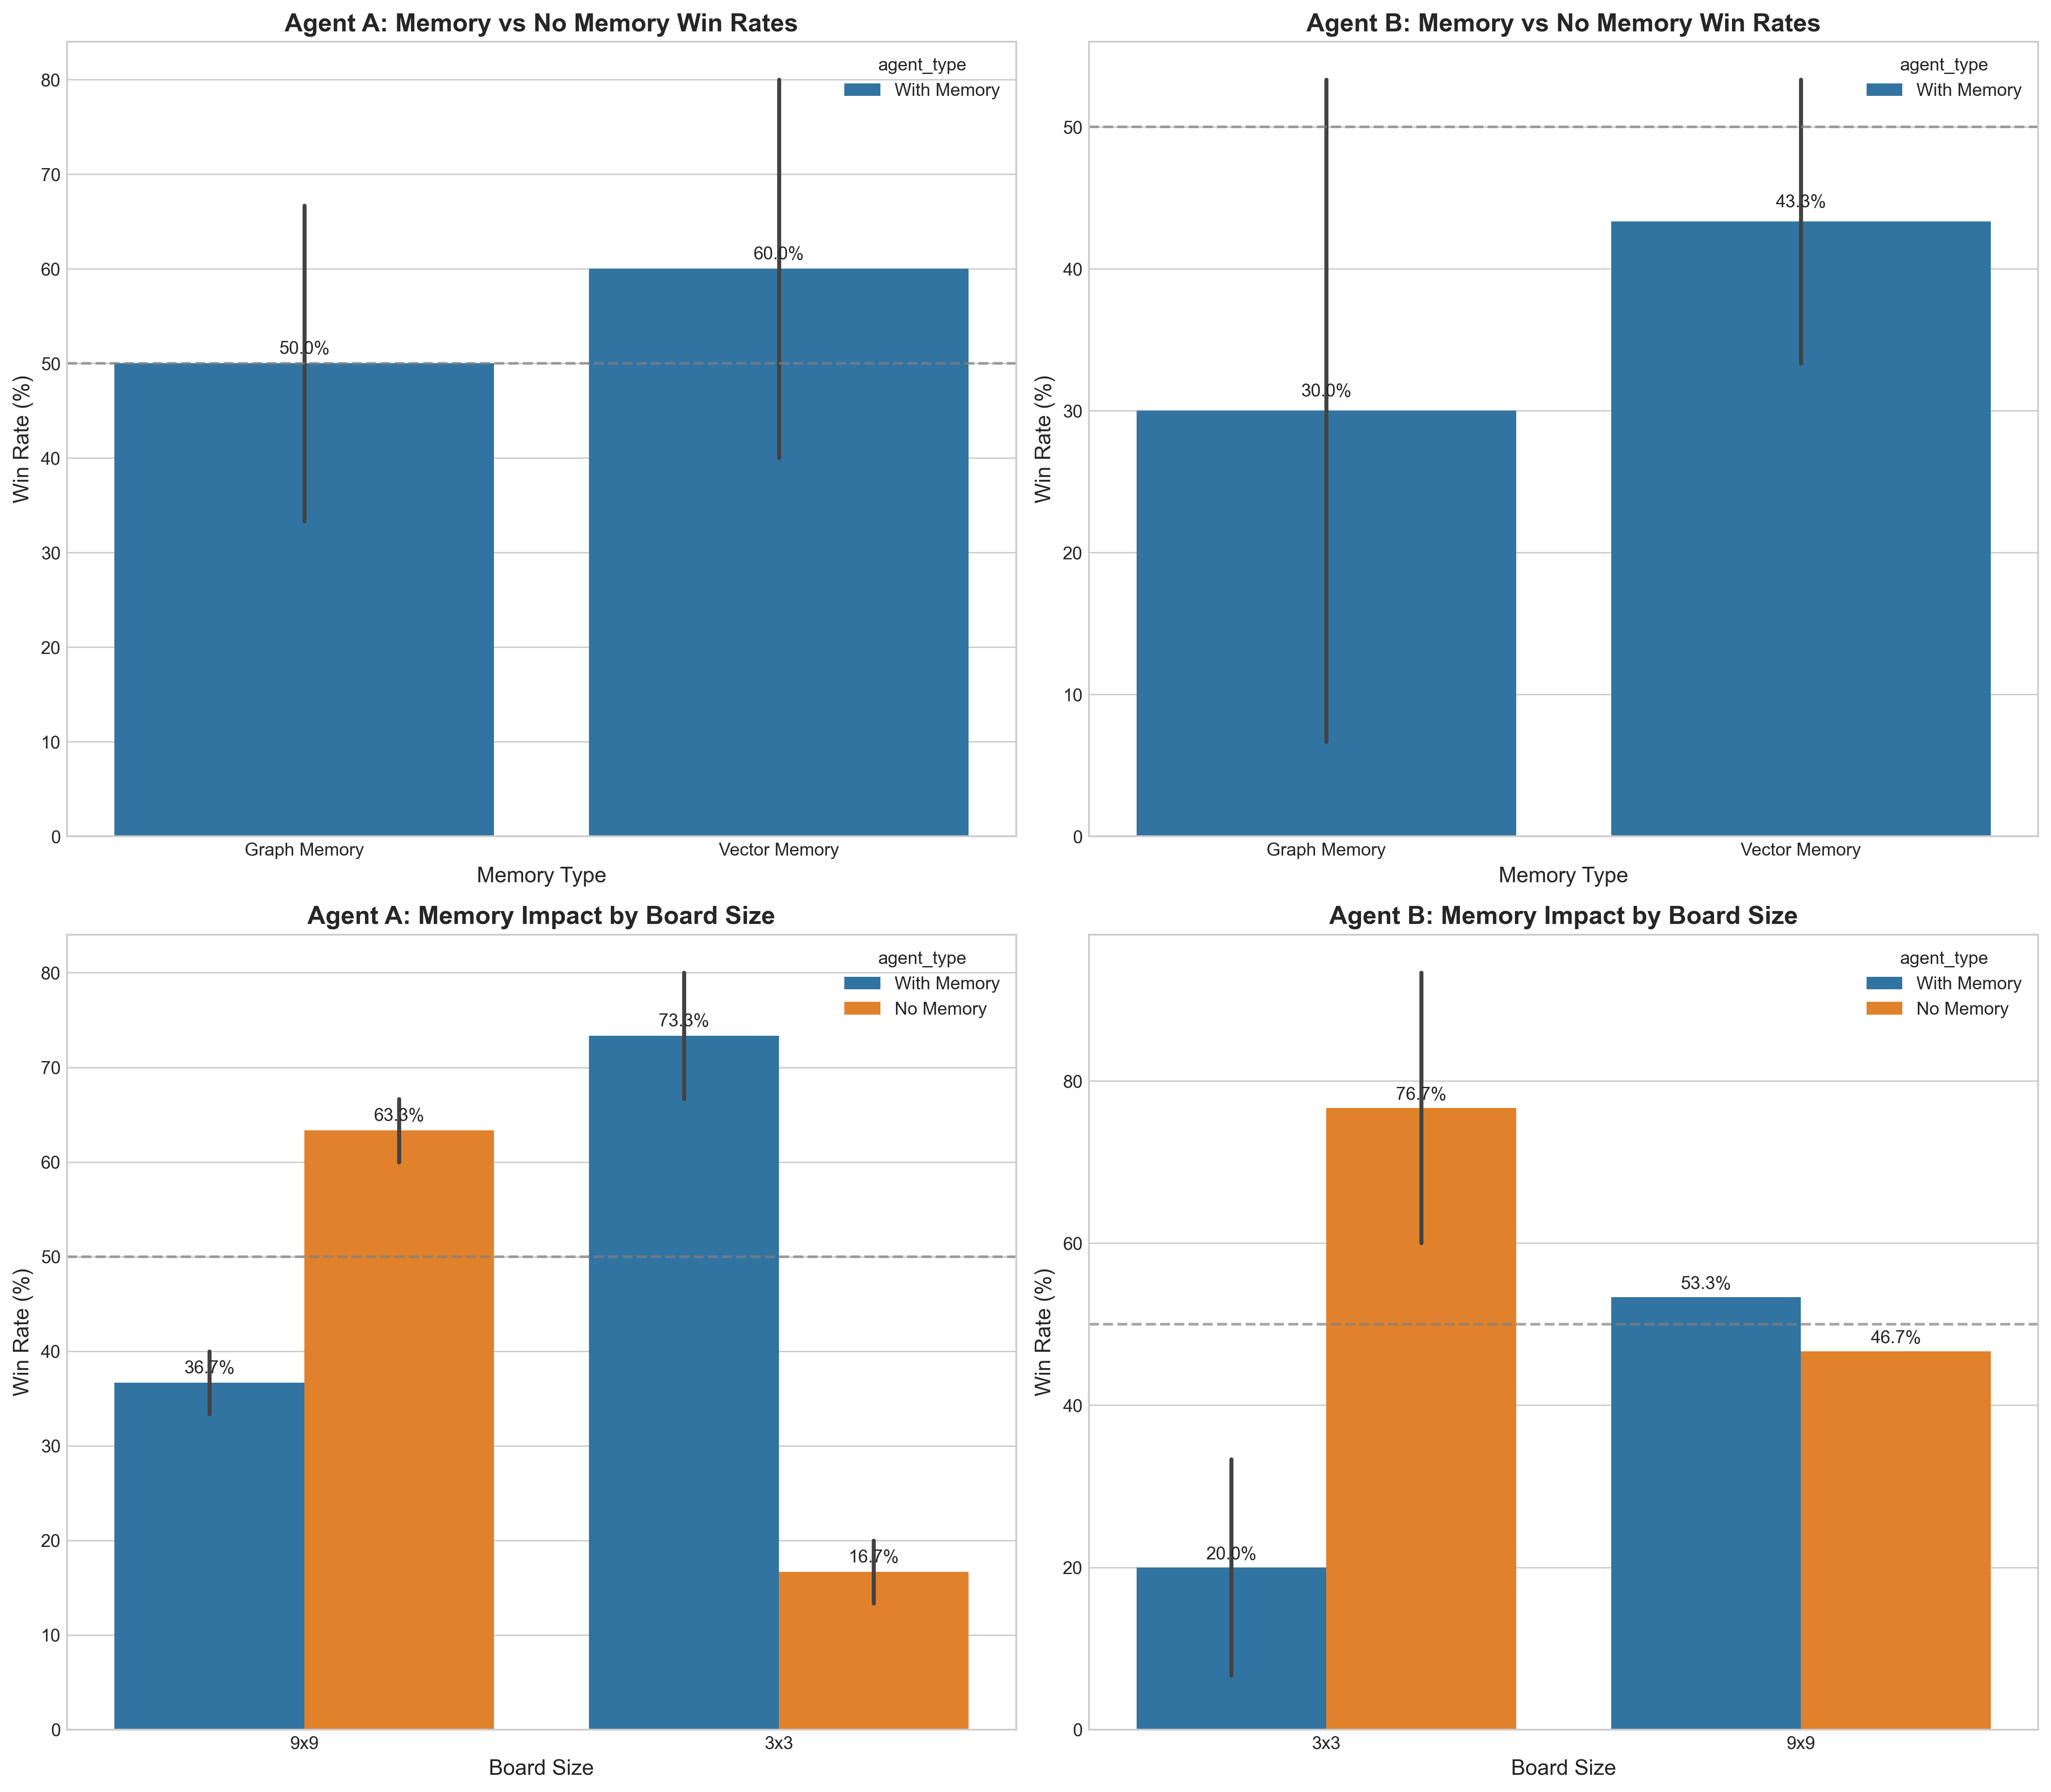 Agent A: Memory vs No Memory Win Rates
Win Rate (%)
80
70
60
50
40
30
20
10
0
agent_type
With Memory
50.0%
60.0%
Graph Memory
Vector Memory
Memory Type
Agent B: Memory vs No Memory Win Rates
Win Rate (%)
50
40
30
20
10
0
agent_type
With Memory
30.0%
43.3%
Graph Memory
Vector Memory
Memory Type
Agent A: Memory Impact by Board Size
Win Rate (%)
80
70
60
50
40
30
20
10
0
agent_type
With Memory
No Memory
36.7%
63.3%
73.3%
16.7%
9x9
3x3
Board Size
Agent B: Memory Impact by Board Size
Win Rate (%)
80
60
40
20
0
agent_type
With Memory
No Memory
20.0%
76.7%
53.3%
46.7%
3x3
9x9
Board Size